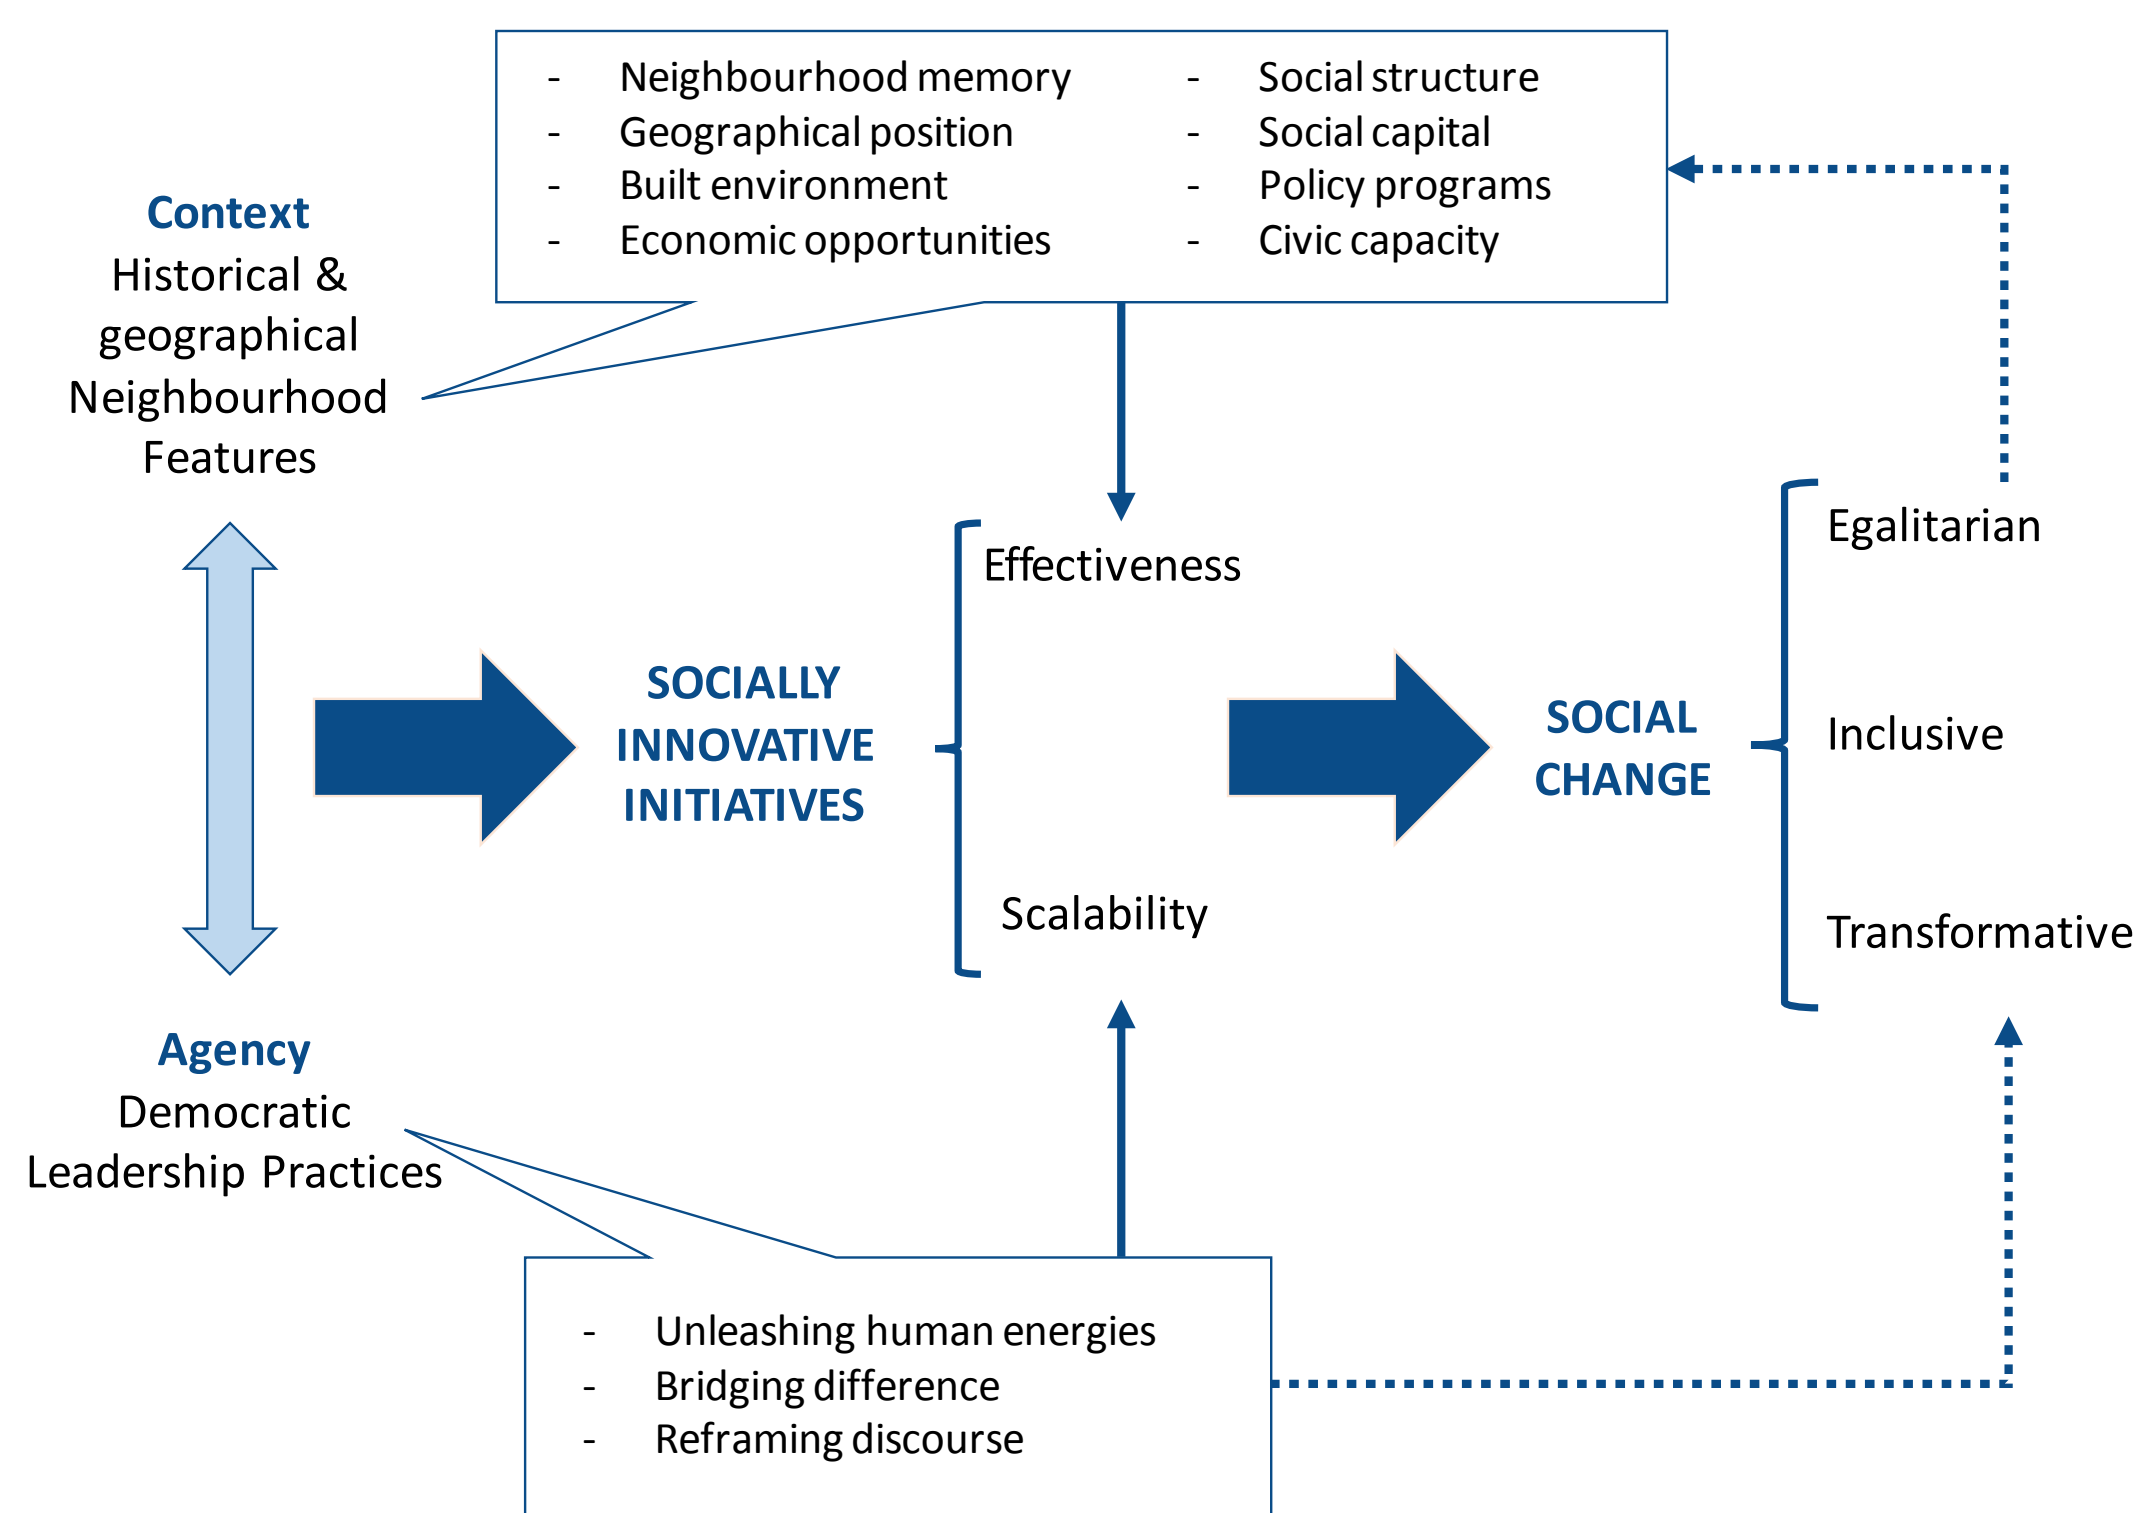 - Neighbourhood memory
- Geographical position
- Built environment
- Economic opportunities
- Social structure
- Social capital
- Policy programs
- Civic capacity
Context
Historical &
geographical
Neighbourhood
Features
Effectiveness
Egalitarian
SOCIALLY
INNOVATIVE
INITIATIVES
SOCIAL
CHANGE
Inclusive
Scalability
Transformative
Agency
Democratic
Leadership Practices
- Unleashing human energies
- Bridging difference
- Reframing discourse